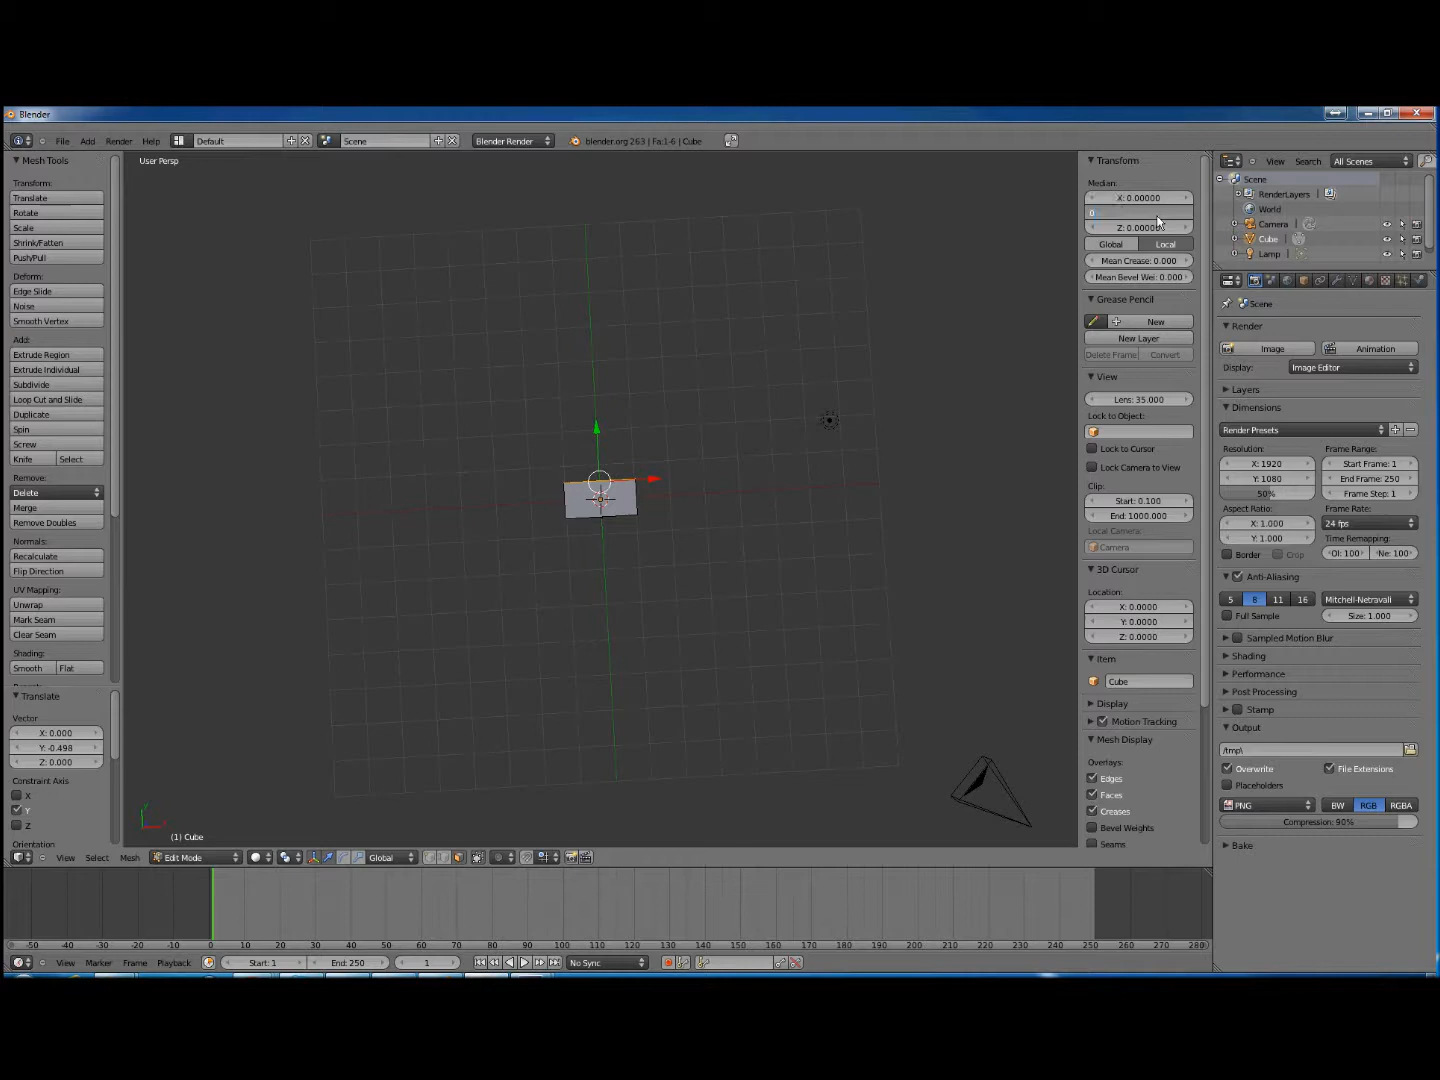 Blender
File Add Render Help Default Scene Blender Render blender.org 263 | Fa:1-6 | Cube
Mesh Tools
Transform:
Translate
Rotate
Scale
Shrink/Fatten
Push/Pull
Deform:
Edge Slide
Noise
Smooth Vertex
Add:
Extrude Region
Extrude Individual
Subdivide
Loop Cut and Slide
Duplicate
Spin
Screw
Knife Select
Remove:
Delete
Merge
Remove Doubles
Normals:
Recalculate
Flip Direction
UV Mapping:
Unwrap
Mark Seam
Clear Seam
Shading:
Smooth Flat
Translate
Vector
X: 0.000
Y: -0.498
Z: 0.000
Constraint Axis
X
Y
Z
Orientation
User Persp
(1) Cube
View Select Mesh Edit Mode Global
Transform
Median:
X: 0.00000
0
Z: 0.00000
Global Local
Mean Crease: 0.000
Mean Bevel Wei: 0.000
Grease Pencil
New
New Layer
Delete Frame Convert
View
Lens: 35.000
Lock to Object:
Lock to Cursor
Lock Camera to View
Clip:
Start: 0.100
End: 1000.000
Local Camera:
Camera
3D Cursor
Location:
X: 0.0000
Y: 0.0000
Z: 0.0000
Item
Cube
Display
Motion Tracking
Mesh Display
Overlays:
Edges
Faces
Creases
Bevel Weights
Seams
View Search All Scenes
Scene
RenderLayers
World
Camera
Cube
Lamp
Scene
Render
Image Animation
Display: Image Editor
Layers
Dimensions
Render Presets
Resolution: Frame Range:
X: 1920 Start Frame: 1
Y: 1080 End Frame: 250
50% Frame Step: 1
Aspect Ratio: Frame Rate:
X: 1.000 24 fps
Y: 1.000 Time Remapping:
Border Crop Ol: 100 Ne: 100
Anti-Aliasing
5 8 11 16 Mitchell-Netravali
Full Sample Size: 1.000
Sampled Motion Blur
Shading
Performance
Post Processing
Stamp
Output
/tmp\
Overwrite File Extensions
Placeholders
PNG BW RGB RGBA
Compression: 90%
Bake
-50 -40 -30 -20 -10 0 10 20 30 40 50 60 70 80 90 100 110 120 130 140 150 160 170 180 190 200 210 220 230 240 250 260 270 280
View Marker Frame Playback Start: 1 End: 250 1 No Sync